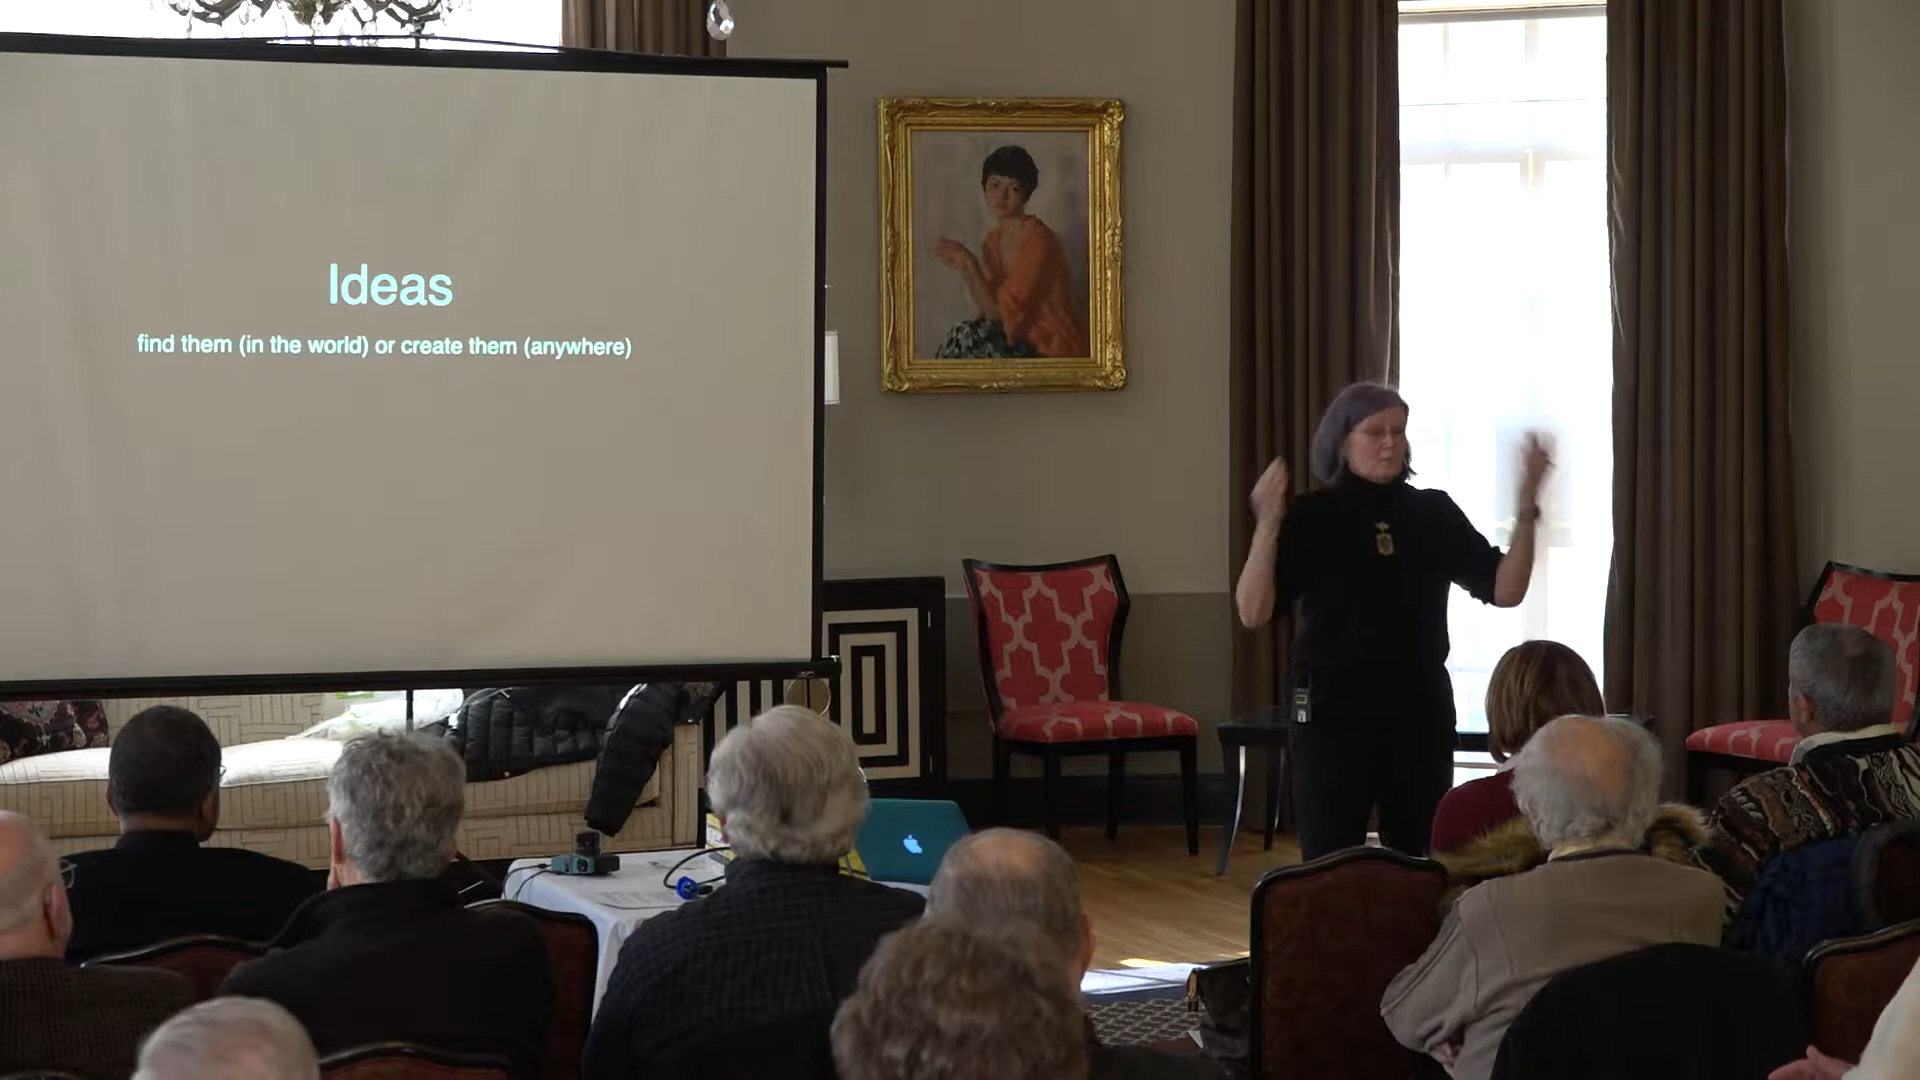 Ideas
find them (in the world) or create them (anywhere)